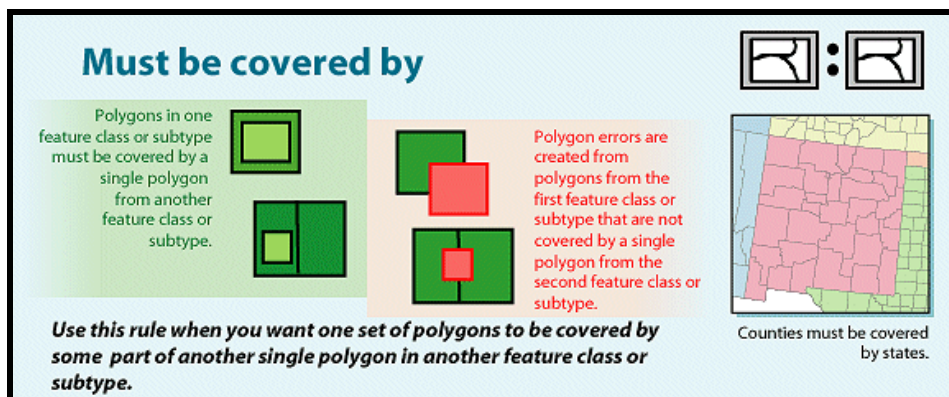 Must be covered by
Polygons in one
feature class or subtype
must be covered by a
single polygon
from another
feature class or
subtype.
Polygon errors are
created from
polygons from the
first feature class or
subtype that are not
covered by a single
polygon from the
second feature class or
subtype.
Use this rule when you want one set of polygons to be covered by
some part of another single polygon in another feature class or
subtype.
Counties must be covered
by states.